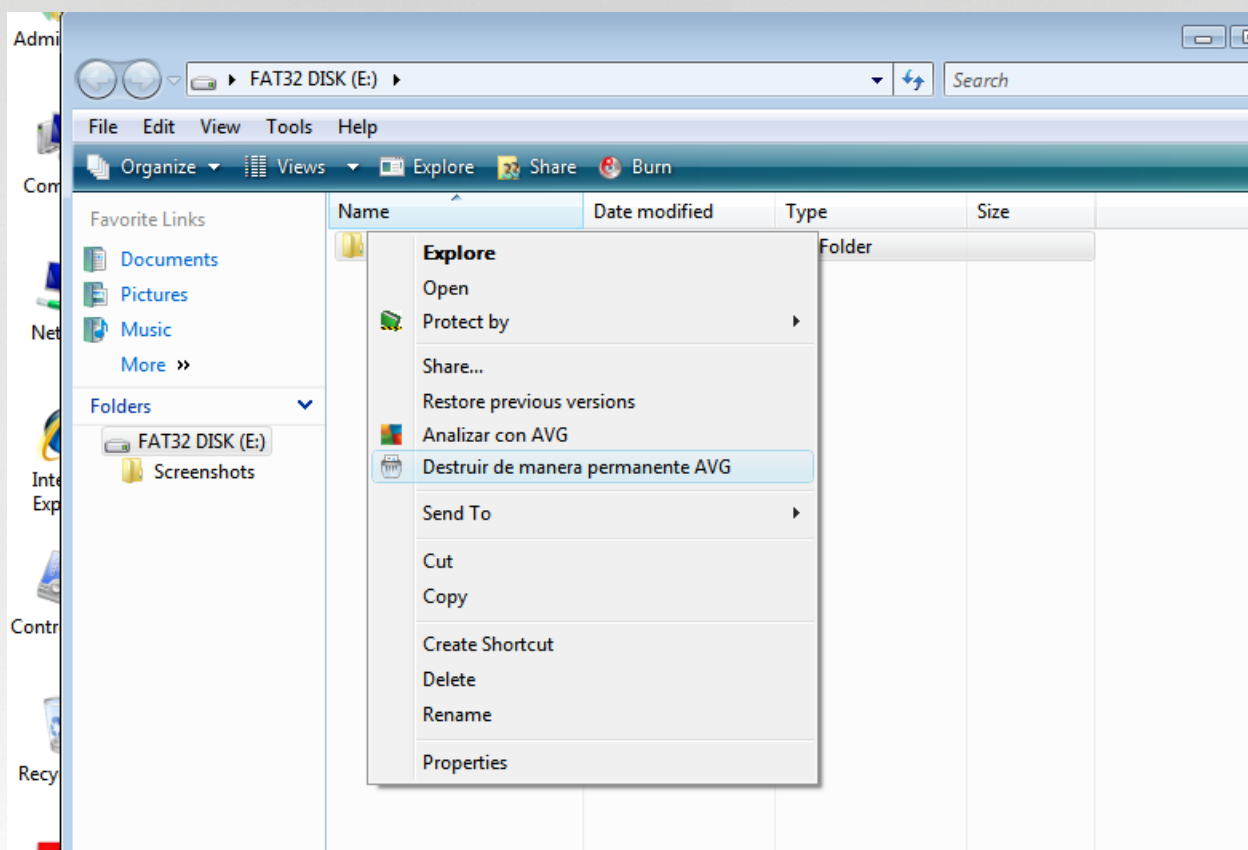 Admi
FAT32 DISK (E:)
Search
File Edit View Tools Help
Organize Views Explore Share Burn
Com
Favorite Links
Name Date modified Type Size
Documents
Pictures
Music
More »
Net
Folders
FAT32 DISK (E:)
Screenshots
Inte
Exp
Contr
Recy
Folder
Explore
Open
Protect by
Share...
Restore previous versions
Analizar con AVG
Destruir de manera permanente AVG
Send To
Cut
Copy
Create Shortcut
Delete
Rename
Properties